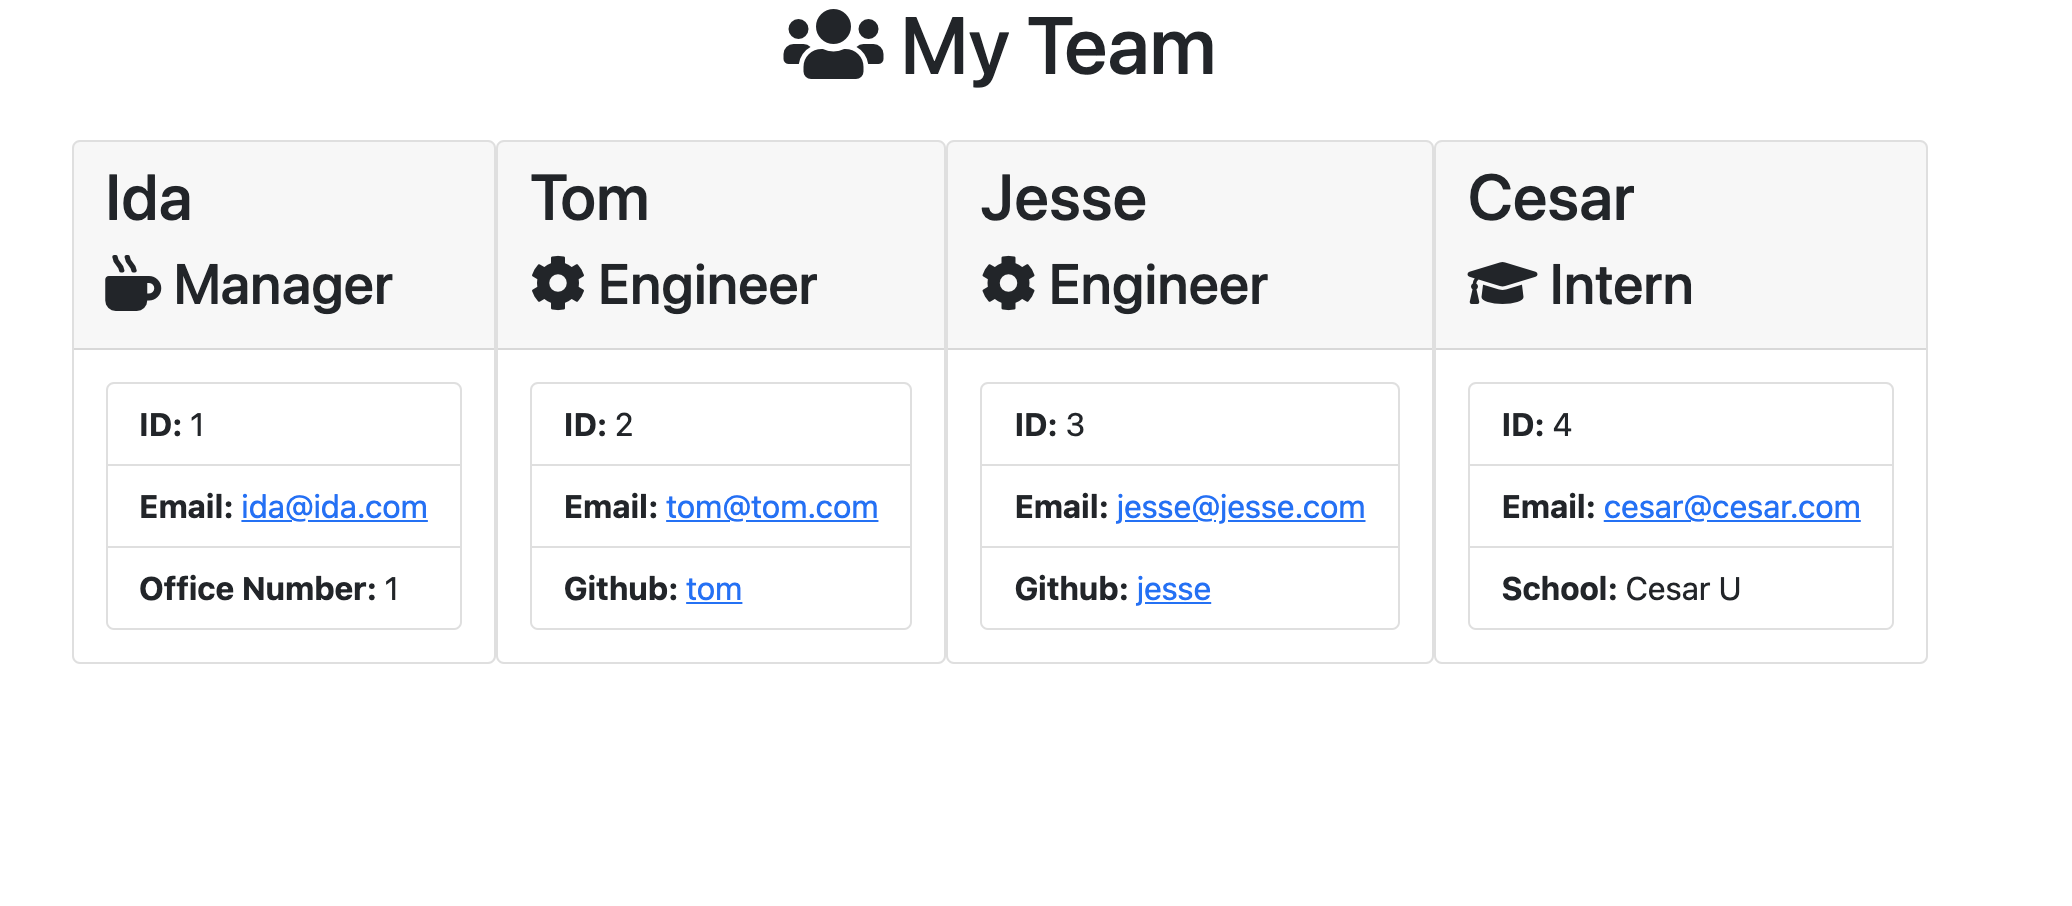 My Team
Ida
Manager
ID: 1
Email: ida@ida.com
Office Number: 1
Tom
Engineer
ID: 2
Email: tom@tom.com
Github: tom
Jesse
Engineer
ID: 3
Email: jesse@jesse.com
Github: jesse
Cesar
Intern
ID: 4
Email: cesar@cesar.com
School: Cesar U